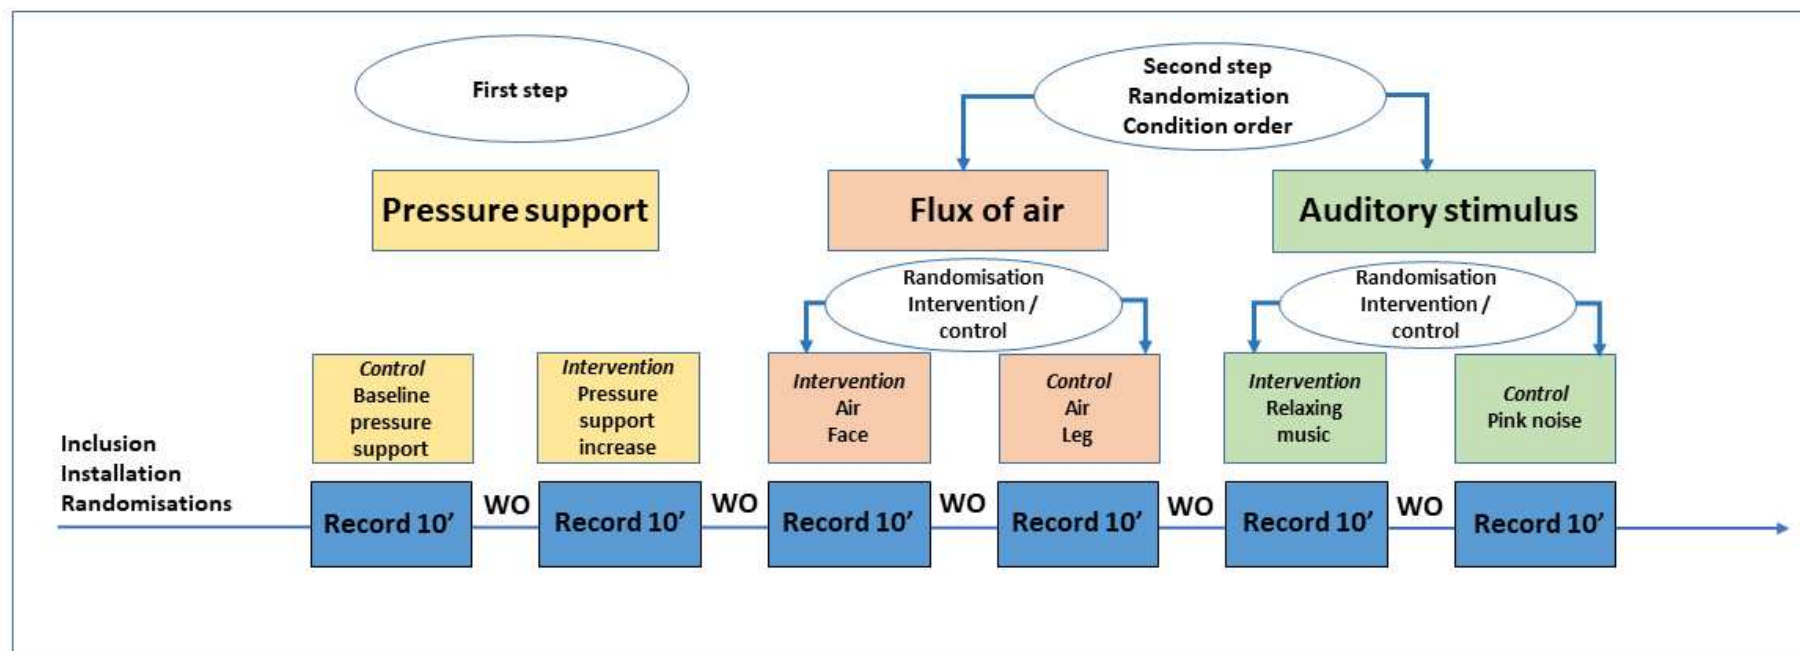 First step
Second step
Randomization
Condition order
Pressure support
Flux of air
Auditory stimulus
Randomisation
Intervention /
control
Randomisation
Intervention /
control
Control
Baseline
pressure
support
Intervention
Pressure
support
increase
Intervention
Air
Face
Control
Air
Leg
Intervention
Relaxing
music
Control
Pink noise
Inclusion
Installation
Randomisations
Record 10’
WO
Record 10’
WO
Record 10’
WO
Record 10’
WO
Record 10’
WO
Record 10’